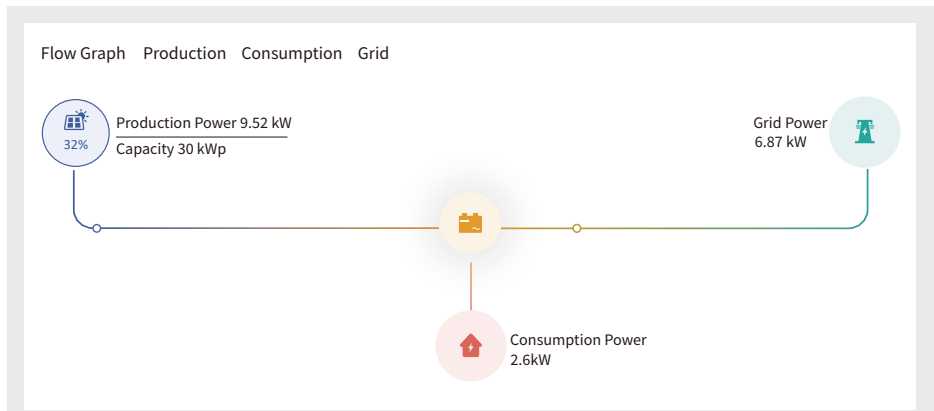 Flow Graph Production Consumption Grid
Production Power 9.52 kW
Capacity 30 kWp
32%
Grid Power
6.87 kW
Consumption Power
2.6kW